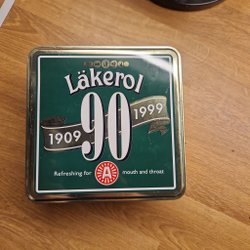 Läkerol
1909 90 1999
Refreshing for A mouth and throat